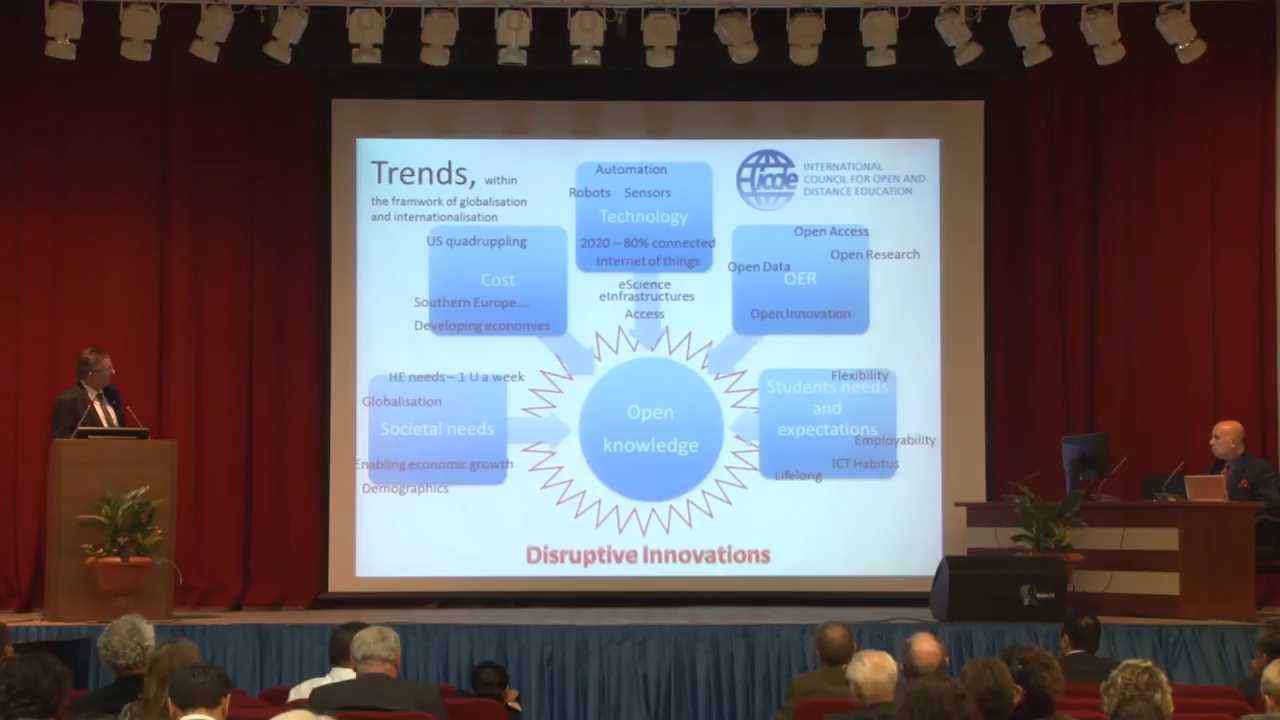 Trends, within
the framwork of globalisation
and internationalisation
Automation
Robots Sensors
Technology
2020 – 80% connected
Internet of things
eScience
eInfrastructures
Access
icde
INTERNATIONAL
COUNCIL FOR OPEN AND
DISTANCE EDUCATION
US quadruppling
Cost
Southern Europe....
Developing economies
Open Access
Open Research
Open Data
OER
Open Innovation
HE needs – 1 U a week
Globalisation
Societal needs
Enabling economic growth
Demographics
Open
knowledge
Flexibility
Students needs
and
expectations
Employability
ICT Habitus
Lifelong
Disruptive Innovations